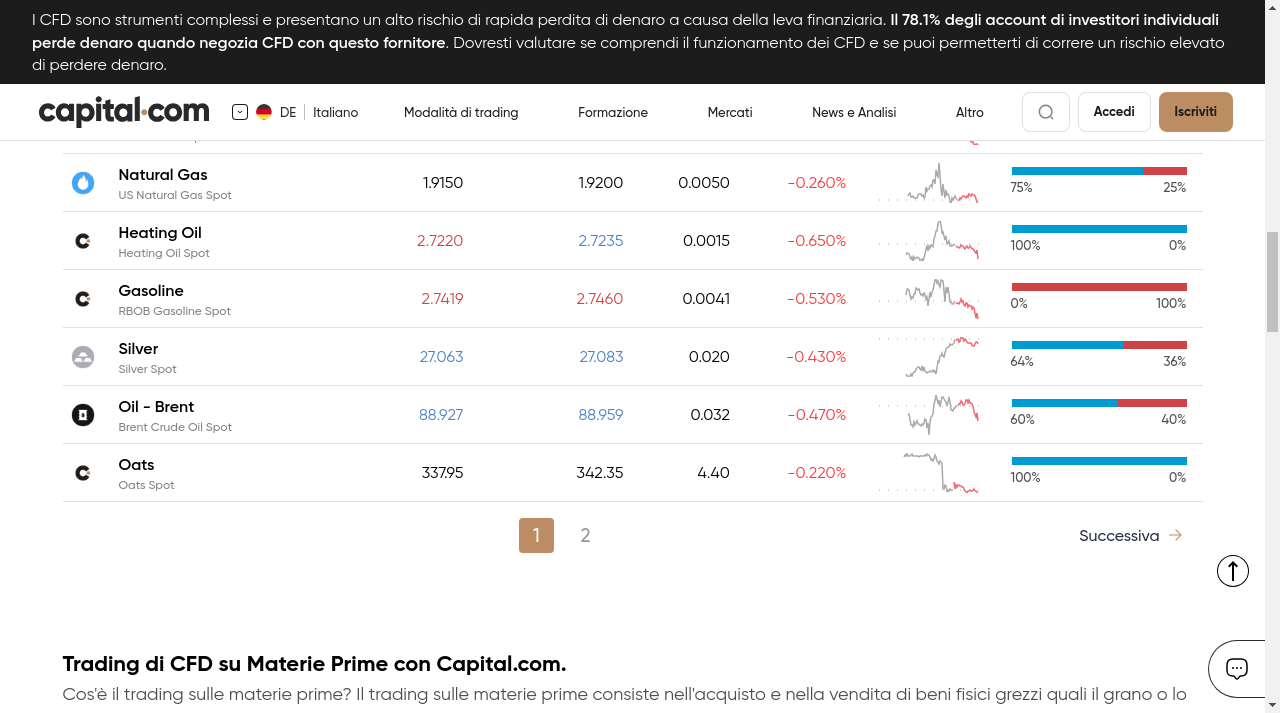 I CFD sono strumenti complessi e presentano un alto rischio di rapida perdita di denaro a causa della leva finanziaria. Il 78.1% degli account di investitori individuali
perde denaro quando negozia CFD con questo fornitore. Dovresti valutare se comprendi il funzionamento dei CFD e se puoi permetterti di correre un rischio elevato
di perdere denaro.
capital.com DE Italiano Modalità di trading Formazione Mercati News e Analisi Altro Accedi Iscriviti
Natural Gas 1.9150 1.9200 0.0050 -0.260%
US Natural Gas Spot 75% 25%
Heating Oil 2.7220 2.7235 0.0015 -0.650%
Heating Oil Spot 100% 0%
Gasoline 2.7419 2.7460 0.0041 -0.530%
RBOB Gasoline Spot 0% 100%
Silver 27.063 27.083 0.020 -0.430%
Silver Spot 64% 36%
Oil - Brent 88.927 88.959 0.032 -0.470%
Brent Crude Oil Spot 60% 40%
Oats 337.95 342.35 4.40 -0.220%
Oats Spot 100% 0%
1 2 Successiva
Trading di CFD su Materie Prime con Capital.com.
Cos'è il trading sulle materie prime? Il trading sulle materie prime consiste nell'acquisto e nella vendita di beni fisici grezzi quali il grano o lo